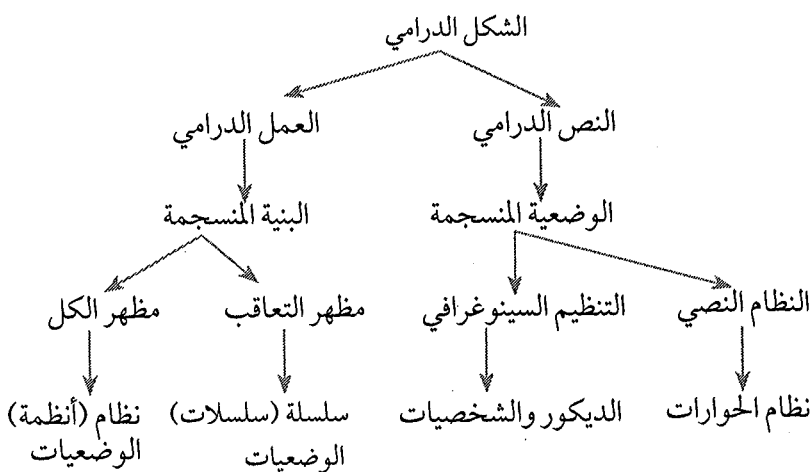 الشكل الدرامي
النص الدرامي
العمل الدرامي
الوضعية المنسجمة
البنية المنسجمة
النظام النصي
التنظيم السينوغرافي
مظهر التعاقب
مظهر الكل
نظام الحوارات
الديكور والشخصيات
سلسلة (سلسلات)
الوضعيات
نظام (أنظمة)
الوضعيات